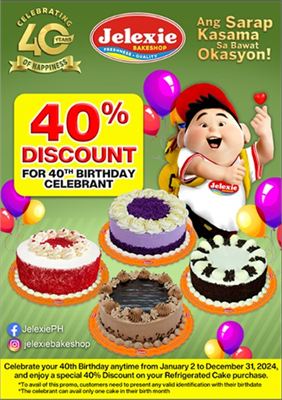 CELEBRATING
40 YEARS
OF HAPPINESS
Jelexie
BAKESHOP
FRESHNESS • QUALITY
Ang Sarap
Kasama
Sa Bawat
Okasyon!
40%
DISCOUNT
FOR 40TH BIRTHDAY
CELEBRANT
Jelexie
JelexiePH
jelexiebakeshop
Celebrate your 40th Birthday anytime from January 2 to December 31, 2024,
and enjoy a special 40% Discount on your Refrigerated Cake purchase.
*To avail of this promo, customers need to present any valid identification with their birthdate
*The celebrant can avail only one cake in their birth month